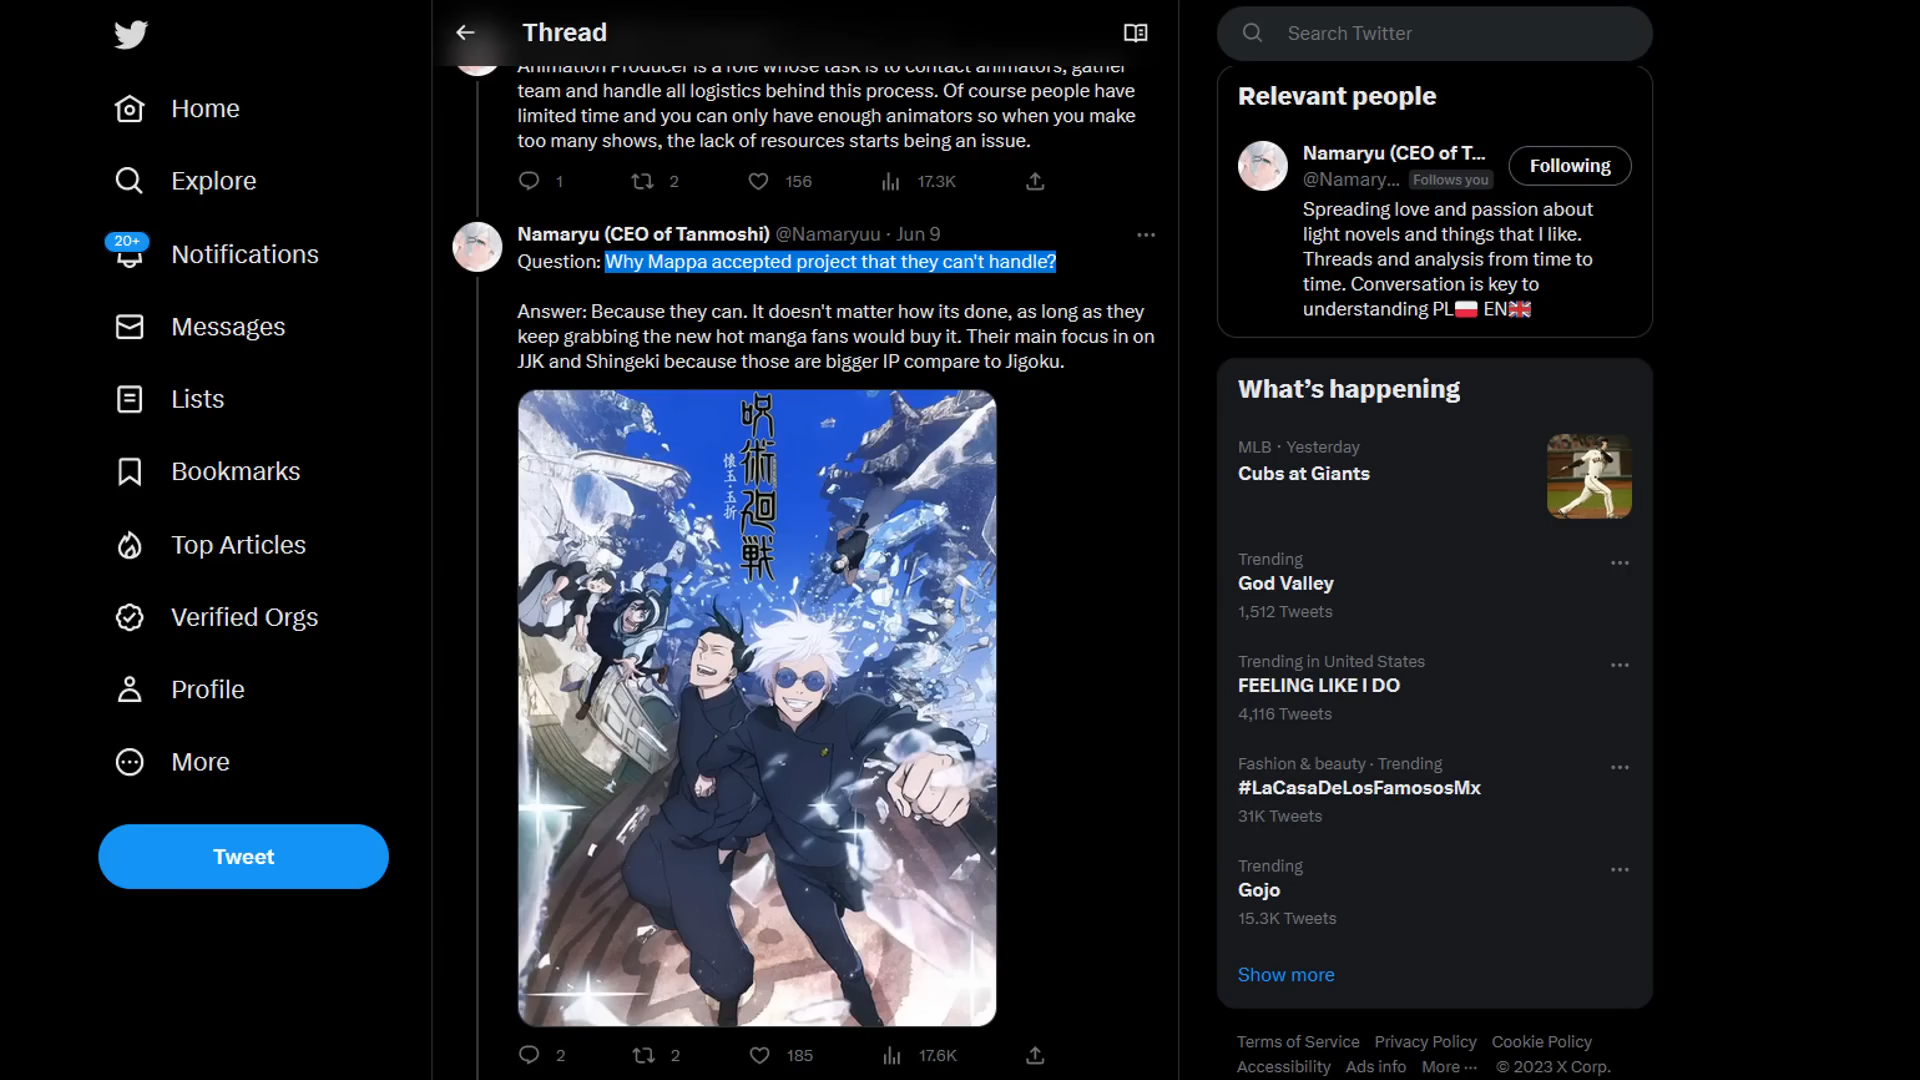 Home
Explore
20+
Notifications
Messages
Lists
Bookmarks
Top Articles
Verified Orgs
Profile
More
Tweet
Thread
Animation Producer is a role whose task is to contact animators, gather
team and handle all logistics behind this process. Of course people have
limited time and you can only have enough animators so when you make
too many shows, the lack of resources starts being an issue.
1 2 156 17.3K
Namaryu (CEO of Tanmoshi) @Namaryuu · Jun 9
Question: Why Mappa accepted project that they can't handle?
Answer: Because they can. It doesn't matter how its done, as long as they
keep grabbing the new hot manga fans would buy it. Their main focus in on
JJK and Shingeki because those are bigger IP compare to Jigoku.
呪術廻戦
懐玉・玉折
2 2 185 17.6K
Search Twitter
Relevant people
Namaryu (CEO of T...
Following
@Namary... Follows you
Spreading love and passion about
light novels and things that I like.
Threads and analysis from time to
time. Conversation is key to
understanding PL🇵🇱 EN🇬🇧
What's happening
MLB · Yesterday
Cubs at Giants
Trending
God Valley
1,512 Tweets
Trending in United States
FEELING LIKE I DO
4,116 Tweets
Fashion & beauty · Trending
#LaCasaDeLosFamososMx
31K Tweets
Trending
Gojo
15.3K Tweets
Show more
Terms of Service Privacy Policy Cookie Policy
Accessibility Ads info More ··· © 2023 X Corp.